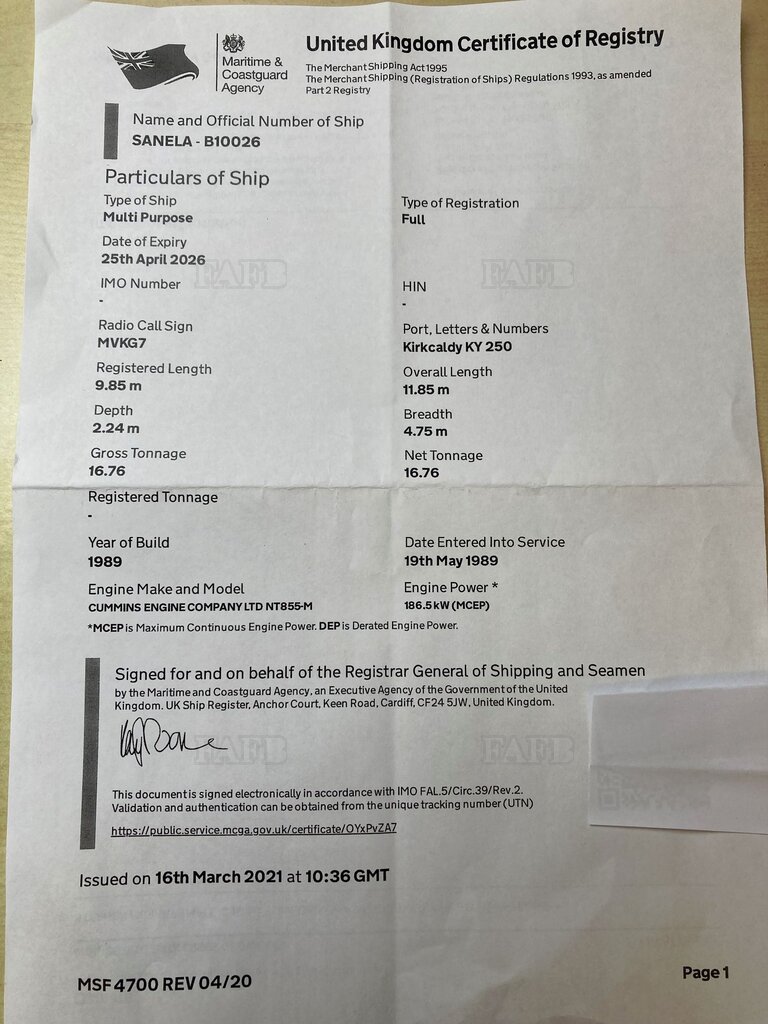 Maritime &
Coastguard
Agency
United Kingdom Certificate of Registry
The Merchant Shipping Act 1995
The Merchant Shipping (Registration of Ships) Regulations 1993, as amended
Part 2 Registry
Name and Official Number of Ship
SANELA - B10026
Particulars of Ship
Type of Ship
Multi Purpose
Type of Registration
Full
Date of Expiry
25th April 2026
FAFB FAFB
IMO Number
-
HIN
-
Radio Call Sign
MVKG7
Port, Letters & Numbers
Kirkcaldy KY 250
Registered Length
9.85 m
Overall Length
11.85 m
Depth
2.24 m
Breadth
4.75 m
Gross Tonnage
16.76
Net Tonnage
16.76
Registered Tonnage
-
Year of Build
1989
Date Entered Into Service
19th May 1989
Engine Make and Model
CUMMINS ENGINE COMPANY LTD NT855-M
Engine Power *
186.5 kW (MCEP)
*MCEP is Maximum Continuous Engine Power. DEP is Derated Engine Power.
Signed for and on behalf of the Registrar General of Shipping and Seamen
by the Maritime and Coastguard Agency, an Executive Agency of the Government of the United
Kingdom. UK Ship Register, Anchor Court, Keen Road, Cardiff, CF24 5JW, United Kingdom.
FAFB FAFB
This document is signed electronically in accordance with IMO FAL.5/Circ.39/Rev.2.
Validation and authentication can be obtained from the unique tracking number (UTN)
https://public.service.mcga.gov.uk/certificate/OYxPvZA7
Issued on 16th March 2021 at 10:36 GMT
MSF 4700 REV 04/20
Page 1